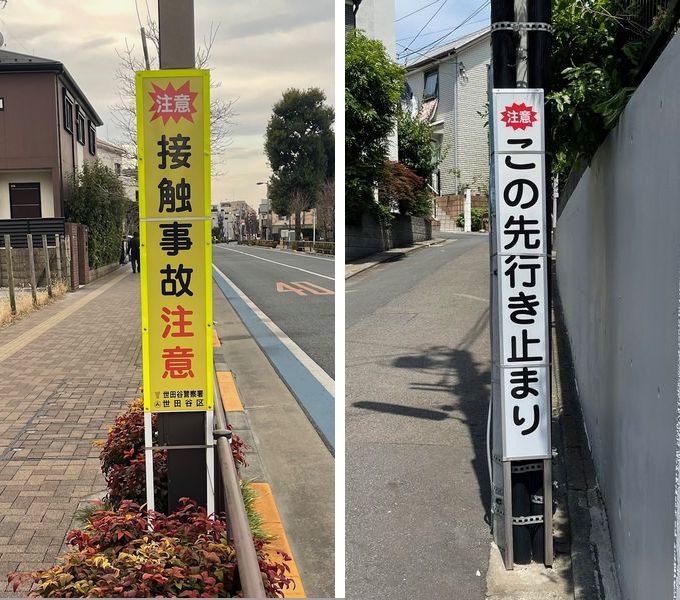 注意
接触事故注意
世田谷警察署
世田谷区
40
注意
この先行き止まり